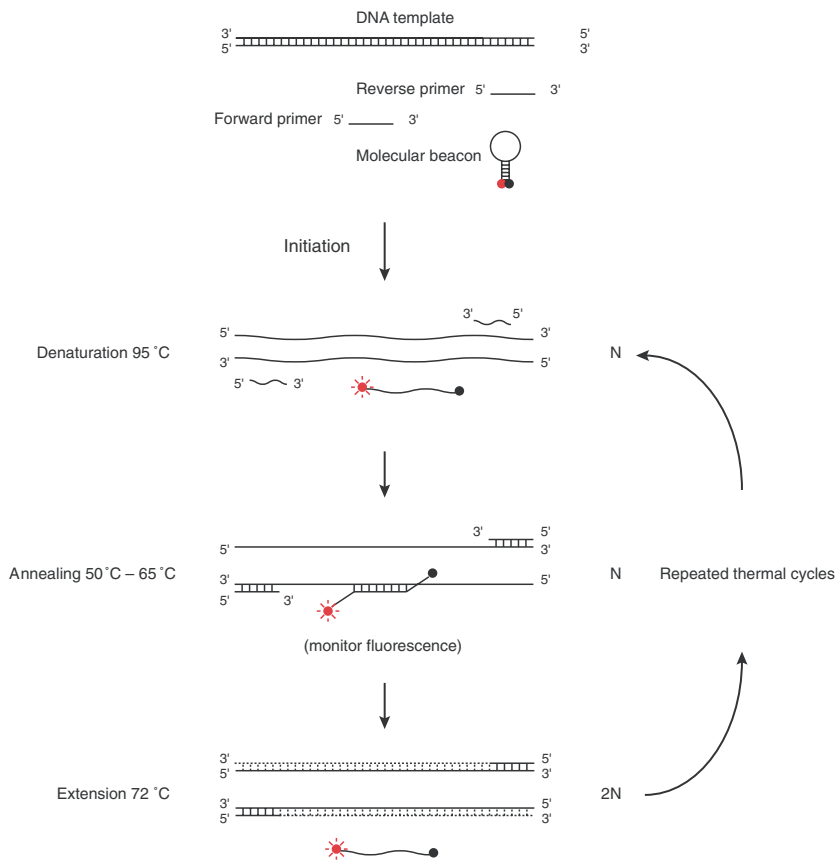 DNA template
3' 5'
5' 3'
Reverse primer 5' 3'
Forward primer 5' 3'
Molecular beacon
Initiation
3' 5'
5' 3'
Denaturation 95 ˚C N
3' 5'
5' 3'
3' 5'
5' 3'
Annealing 50˚C – 65 ˚C N Repeated thermal cycles
3' 5'
5' 3'
(monitor fluorescence)
3' 5'
5' 3'
Extension 72 ˚C 2N
3' 5'
5' 3'